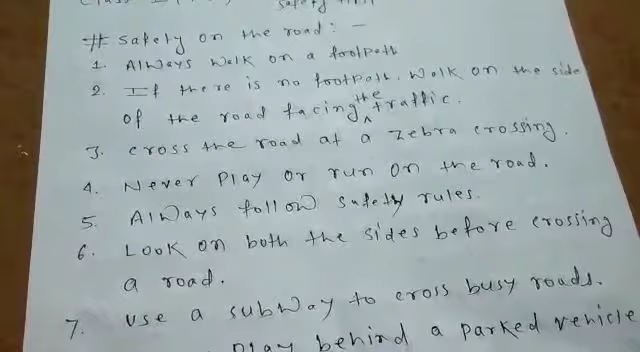 safety
# safety on the road: -
1. Always walk on a footpath
2. If there is no footpath. Walk on the side
of the road facing the traffic.
3. cross the road at a zebra crossing.
4. Never Play or run on the road.
5. Always follow safety rules.
6. Look on both the sides before crossing
a road.
7. Use a subway to cross busy roads.
Play behind a parked vehicle